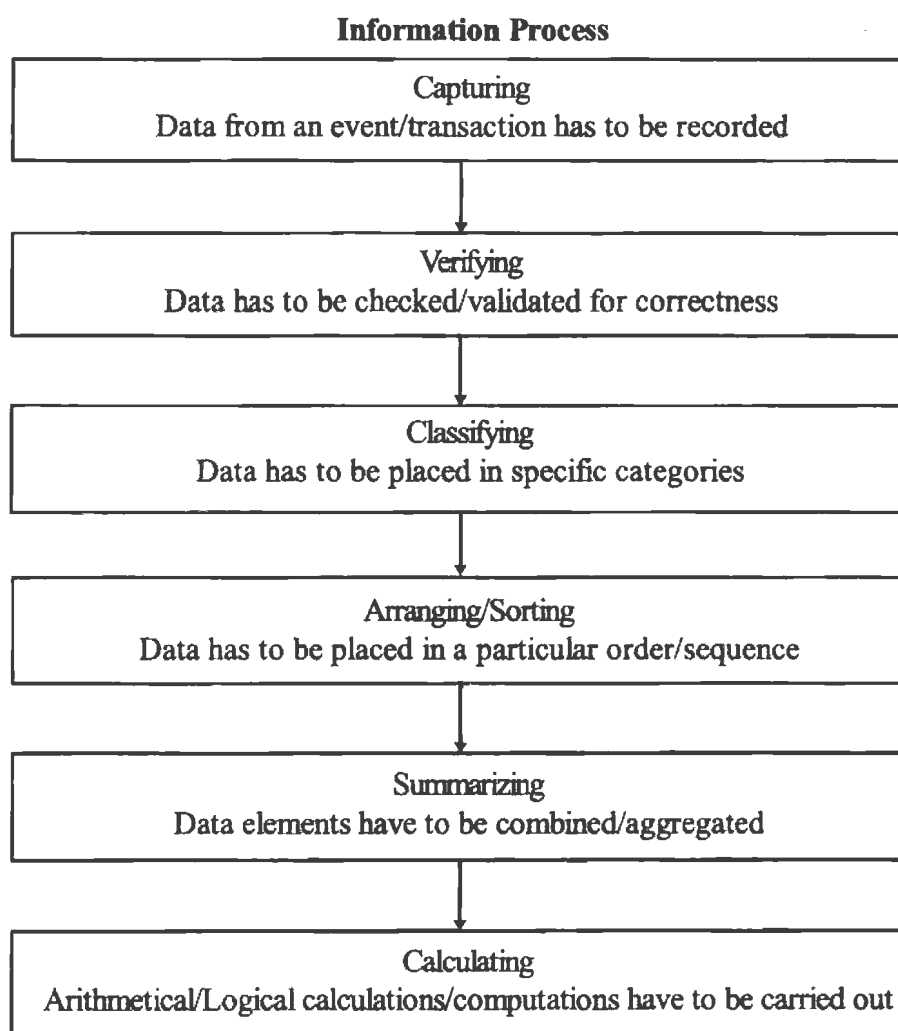 Information Process
Capturing
Data from an event/transaction has to be recorded
Verifying
Data has to be checked/validated for correctness
Classifying
Data has to be placed in specific categories
Arranging/Sorting
Data has to be placed in a particular order/sequence
Summarizing
Data elements have to be combined/aggregated
Calculating
Arithmetical/Logical calculations/computations have to be carried out